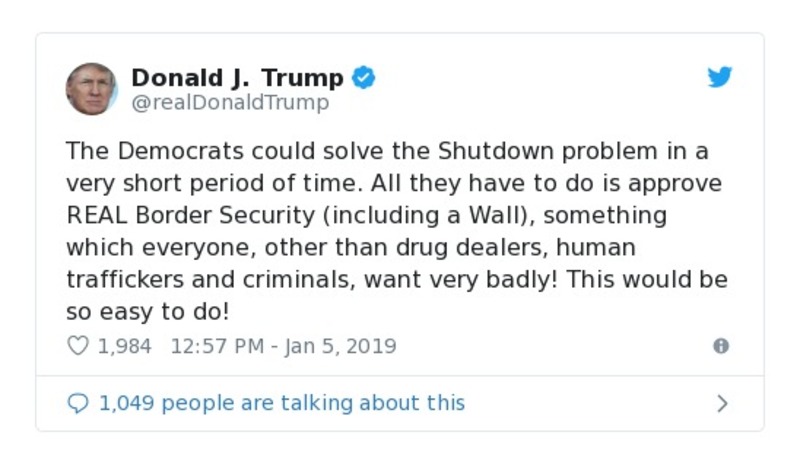 Donald J. Trump
@realDonaldTrump
The Democrats could solve the Shutdown problem in a
very short period of time. All they have to do is approve
REAL Border Security (including a Wall), something
which everyone, other than drug dealers, human
traffickers and criminals, want very badly! This would be
so easy to do!
1,984 12:57 PM - Jan 5, 2019
1,049 people are talking about this